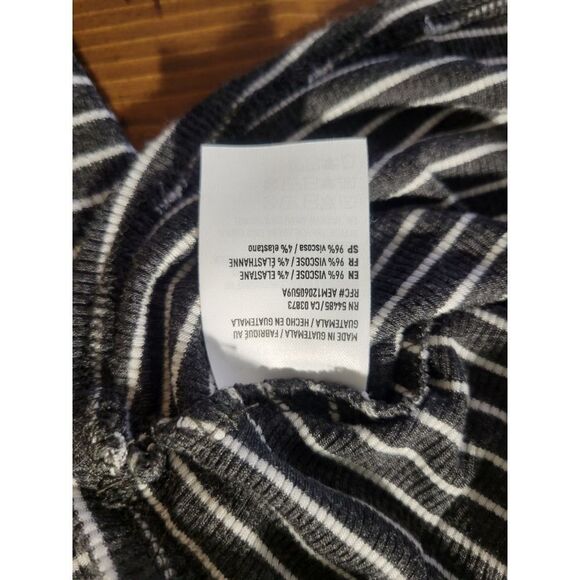 MADE IN GUATEMALA / FABRIQUÉ AU
GUATEMALA / HECHO EN GUATEMALA
RN 54485 / CA 03873
RFC# AEM120605U9A
EN 96% VISCOSE / 4% ELASTANE
FR 96% VISCOSE / 4% ÉLASTHANNE
SP 96% viscosa / 4% elastano